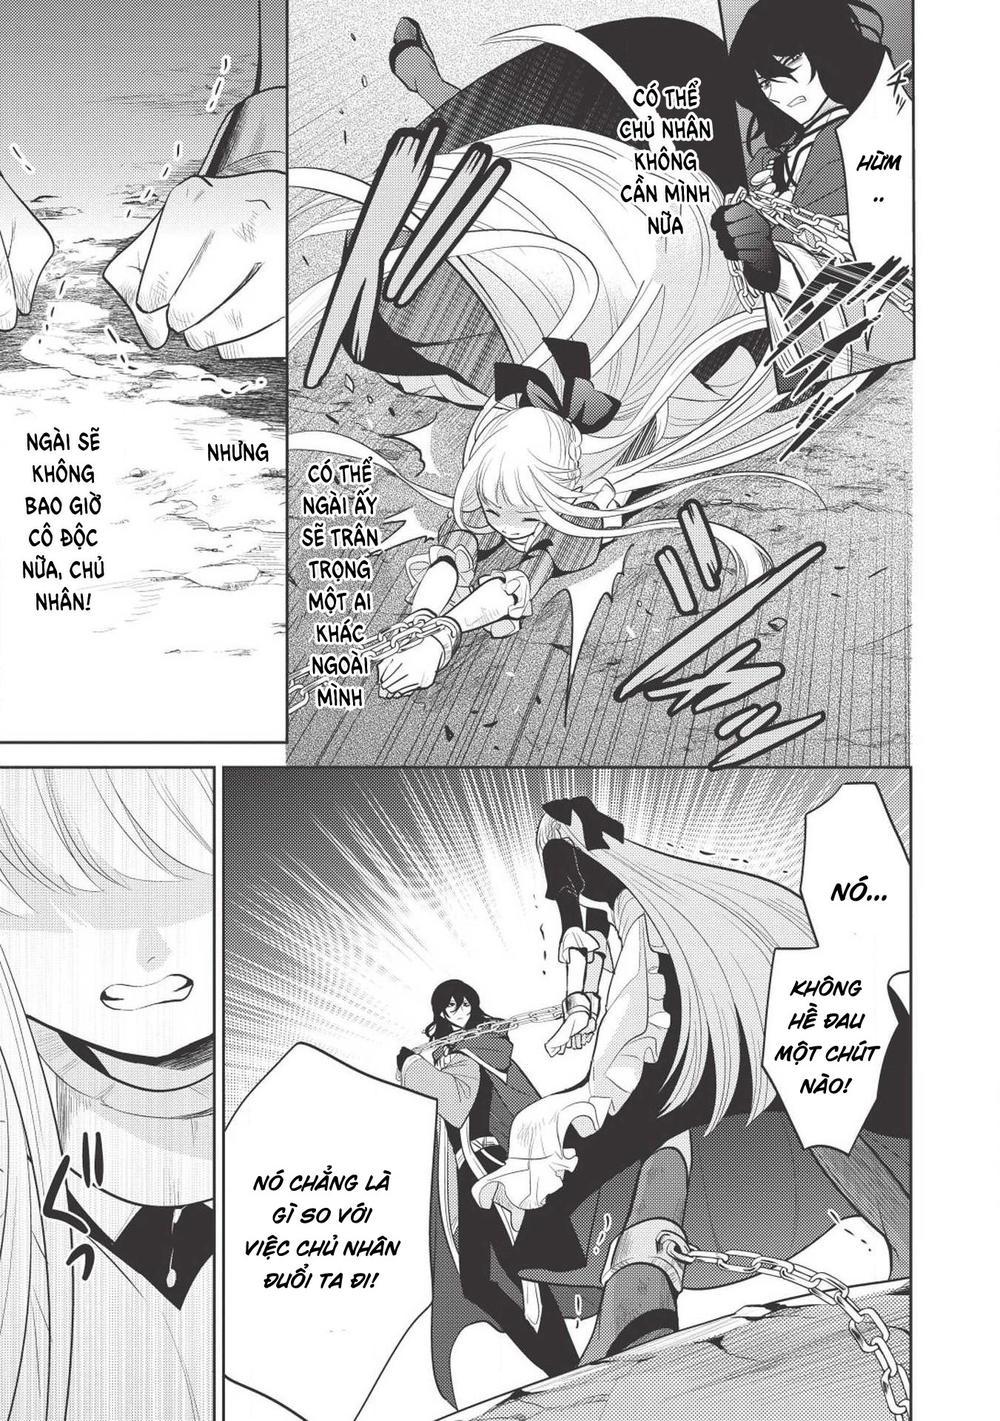 HỪM
..
CÓ THỂ
CHỦ NHÂN
KHÔNG
CẦN MÌNH
NỮA
CÓ THỂ
NGÀI ẤY
SẼ TRÂN
TRỌNG
MỘT AI
KHÁC
NGOÀI
MÌNH
NHƯNG
NGÀI SẼ
KHÔNG
BAO GIỜ
CÔ ĐỘC
NỮA, CHỦ
NHÂN!
NÓ...
KHÔNG
HỀ ĐAU
MỘT CHÚT
NÀO!
NÓ CHẲNG LÀ
GÌ SO VỚI
VIỆC CHỦ NHÂN
ĐUỔI TA ĐI!